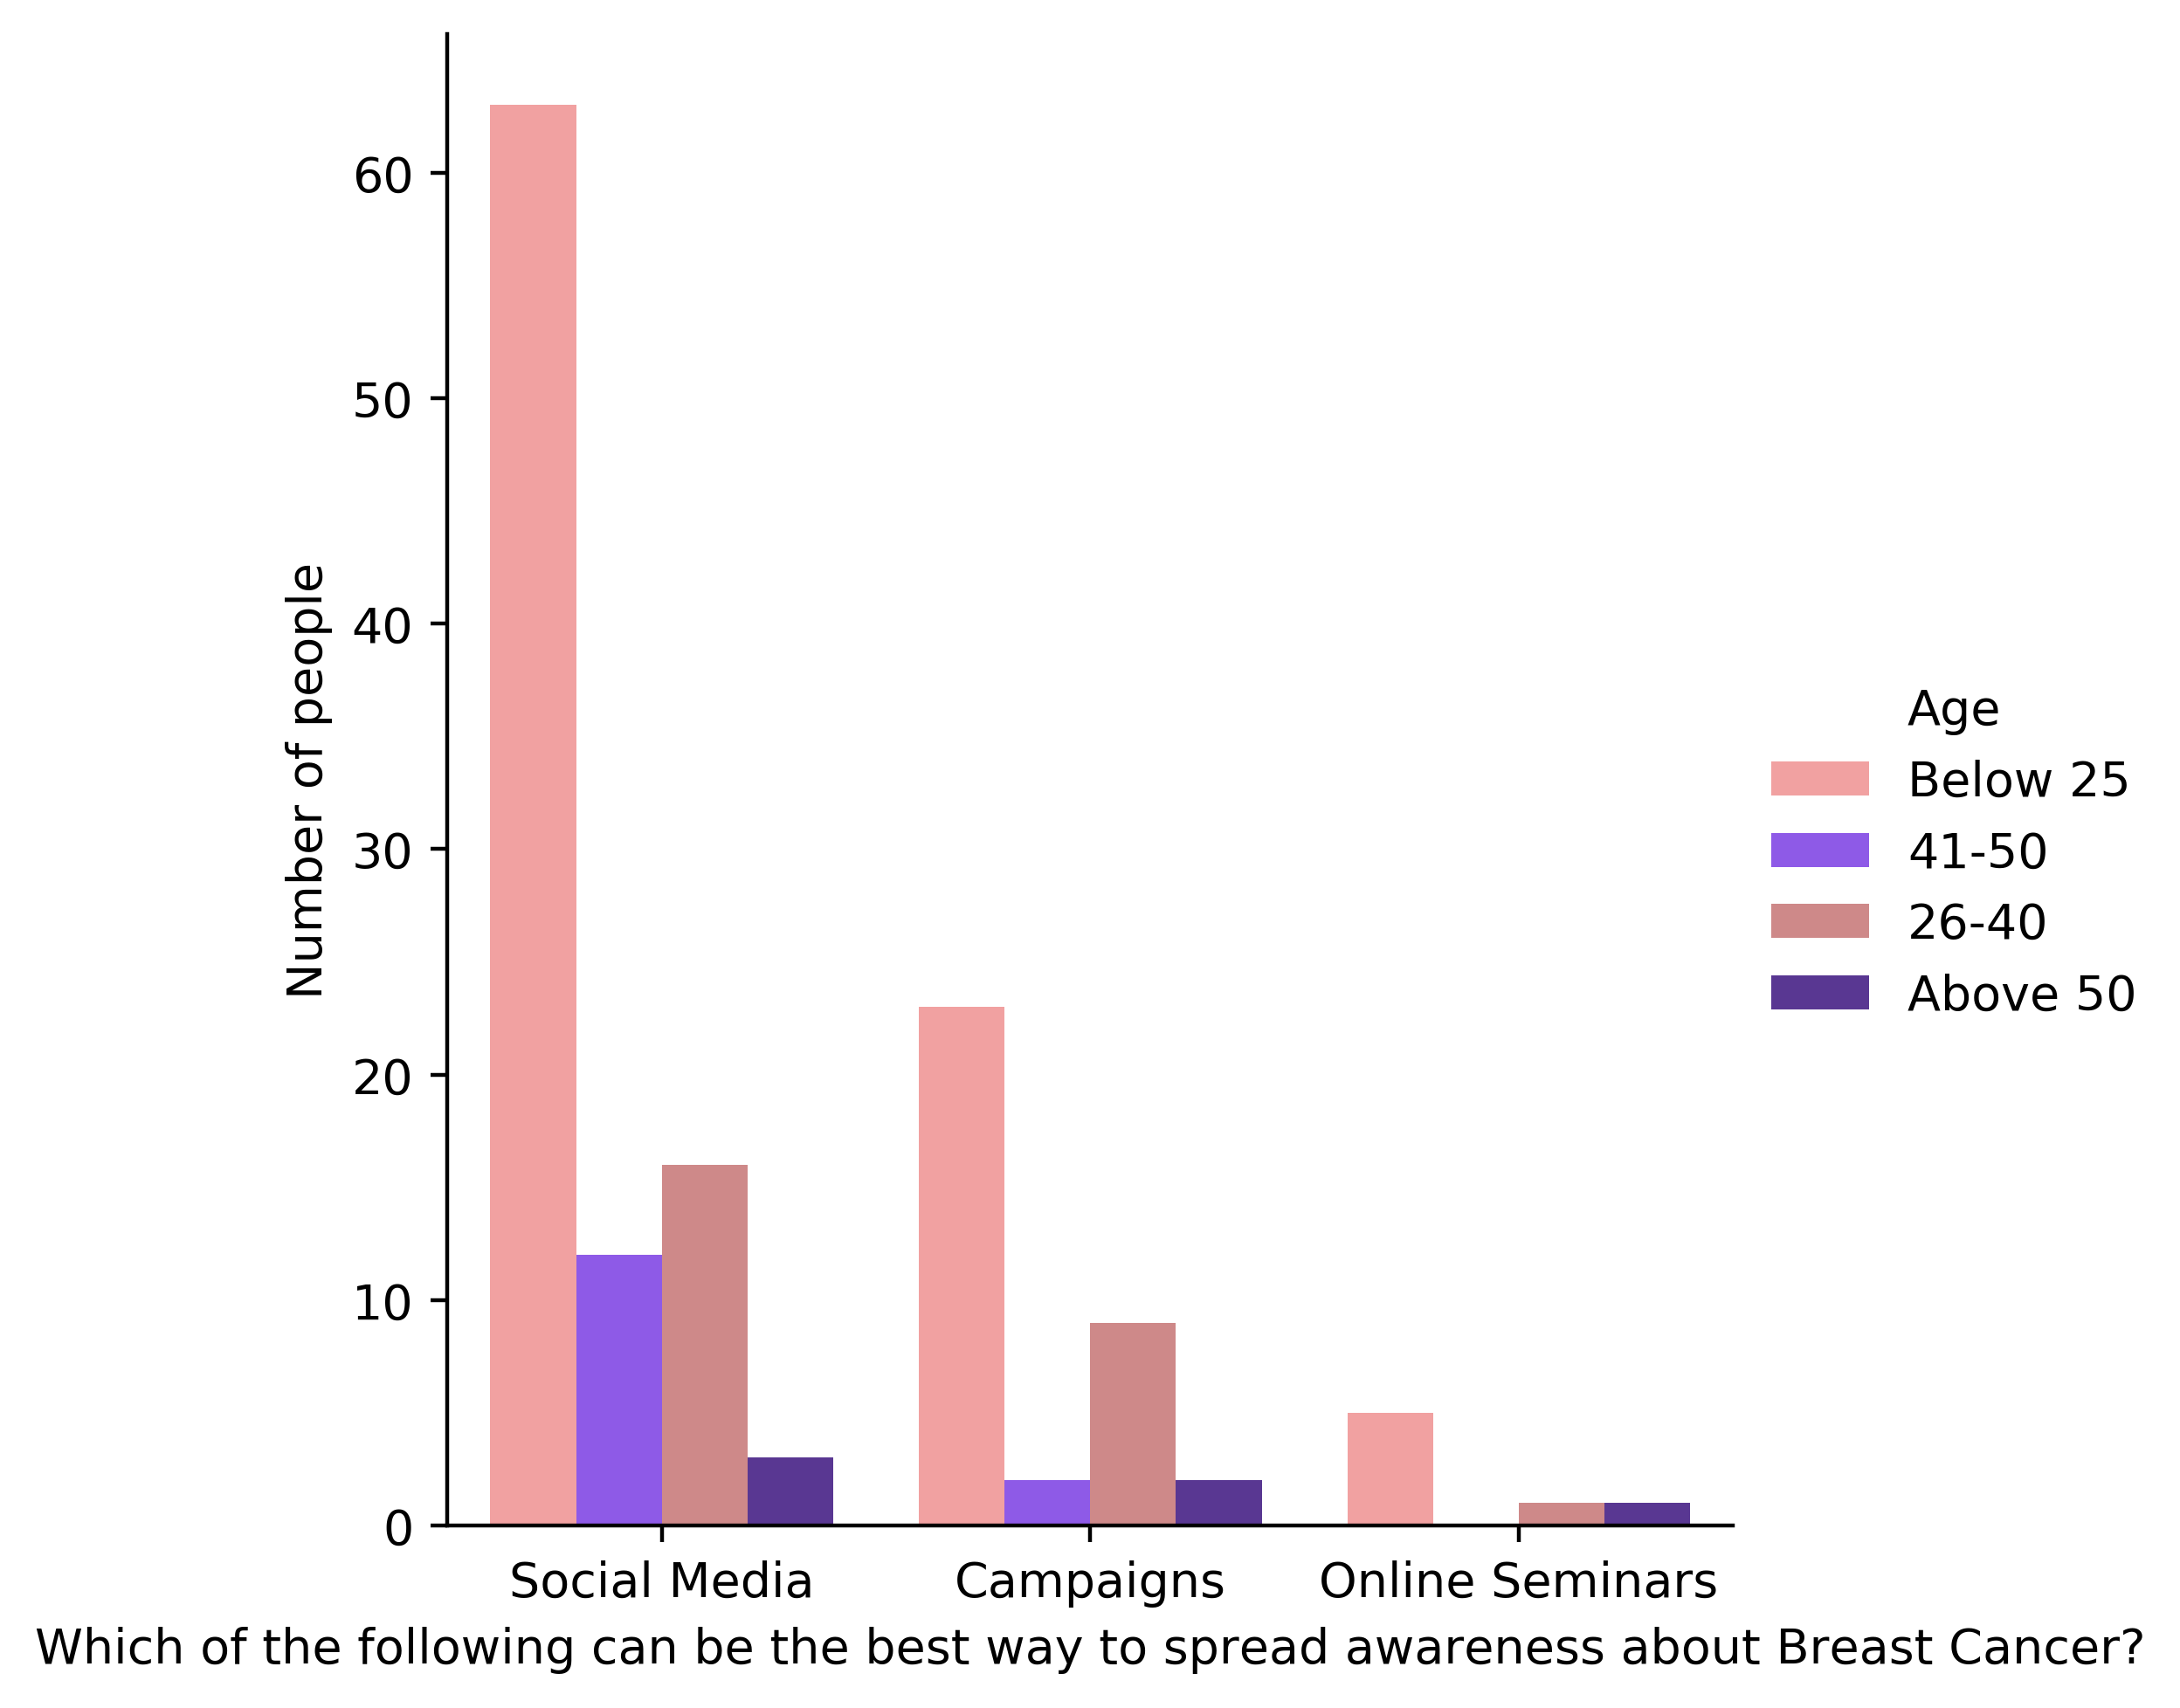 Number of people
60
50
40
30
20
10
0
Social Media
Campaigns
Online Seminars
Which of the following can be the best way to spread awareness about Breast Cancer?
Age
Below 25
41-50
26-40
Above 50